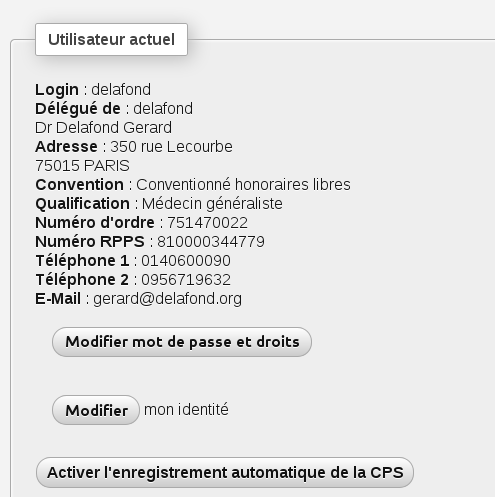 Utilisateur actuel
Login : delafond
Délégué de : delafond
Dr Delafond Gerard
Adresse : 350 rue Lecourbe
75015 PARIS
Convention : Conventionné honoraires libres
Qualification : Médecin généraliste
Numéro d'ordre : 751470022
Numéro RPPS : 810000344779
Téléphone 1 : 0140600090
Téléphone 2 : 0956719632
E-Mail : gerard@delafond.org
Modifier mot de passe et droits
Modifier mon identité
Activer l'enregistrement automatique de la CPS